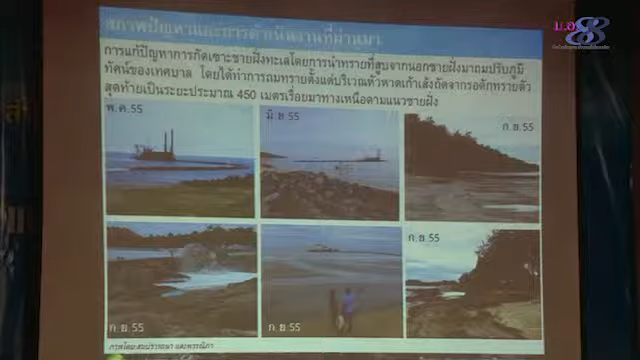 สภาพปัญหาและการดำเนินงานที่ผ่านมา
การแก้ปัญหาการกัดเซาะชายฝั่งทะเลโดยการนำทรายที่สูบจากนอกชายฝั่งมาถมปรับภูมิ
ทัศน์ของเทศบาล โดยได้ทำการถมทรายตั้งแต่บริเวณหัวหาดเก้าเส้งถัดจากรอดักทรายตัว
สุดท้ายเป็นระยะประมาณ 450 เมตรเรื่อยมาทางเหนือตามแนวชายฝั่ง
พ.ค.55
มิ.ย 55
ก.ย 55
ก.ย 55
ก.ย 55
ก.ย 55
ม.อ